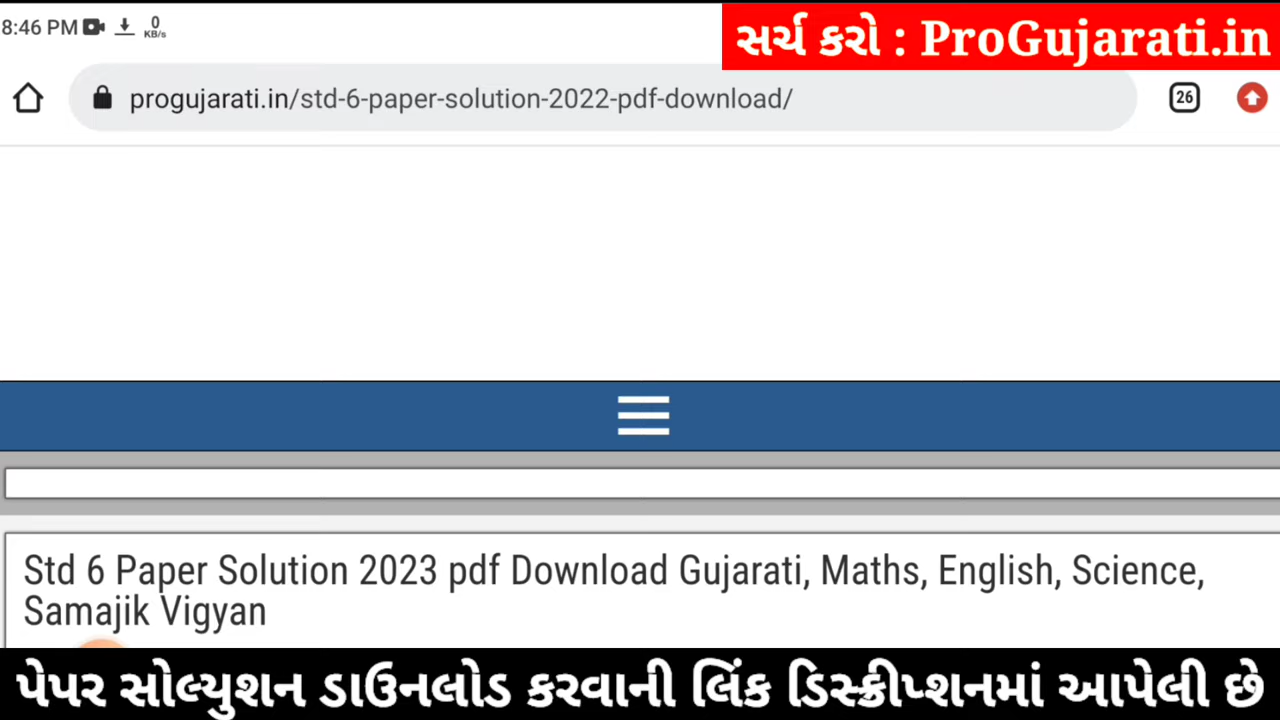 8:46 PM 0 KB/s
સર્ચ કરો : ProGujarati.in
progujarati.in/std-6-paper-solution-2022-pdf-download/ 26
Std 6 Paper Solution 2023 pdf Download Gujarati, Maths, English, Science,
Samajik Vigyan
પેપર સોલ્યુશન ડાઉનલોડ કરવાની લિંક ડિસ્ક્રીપ્શનમાં આપેલી છે